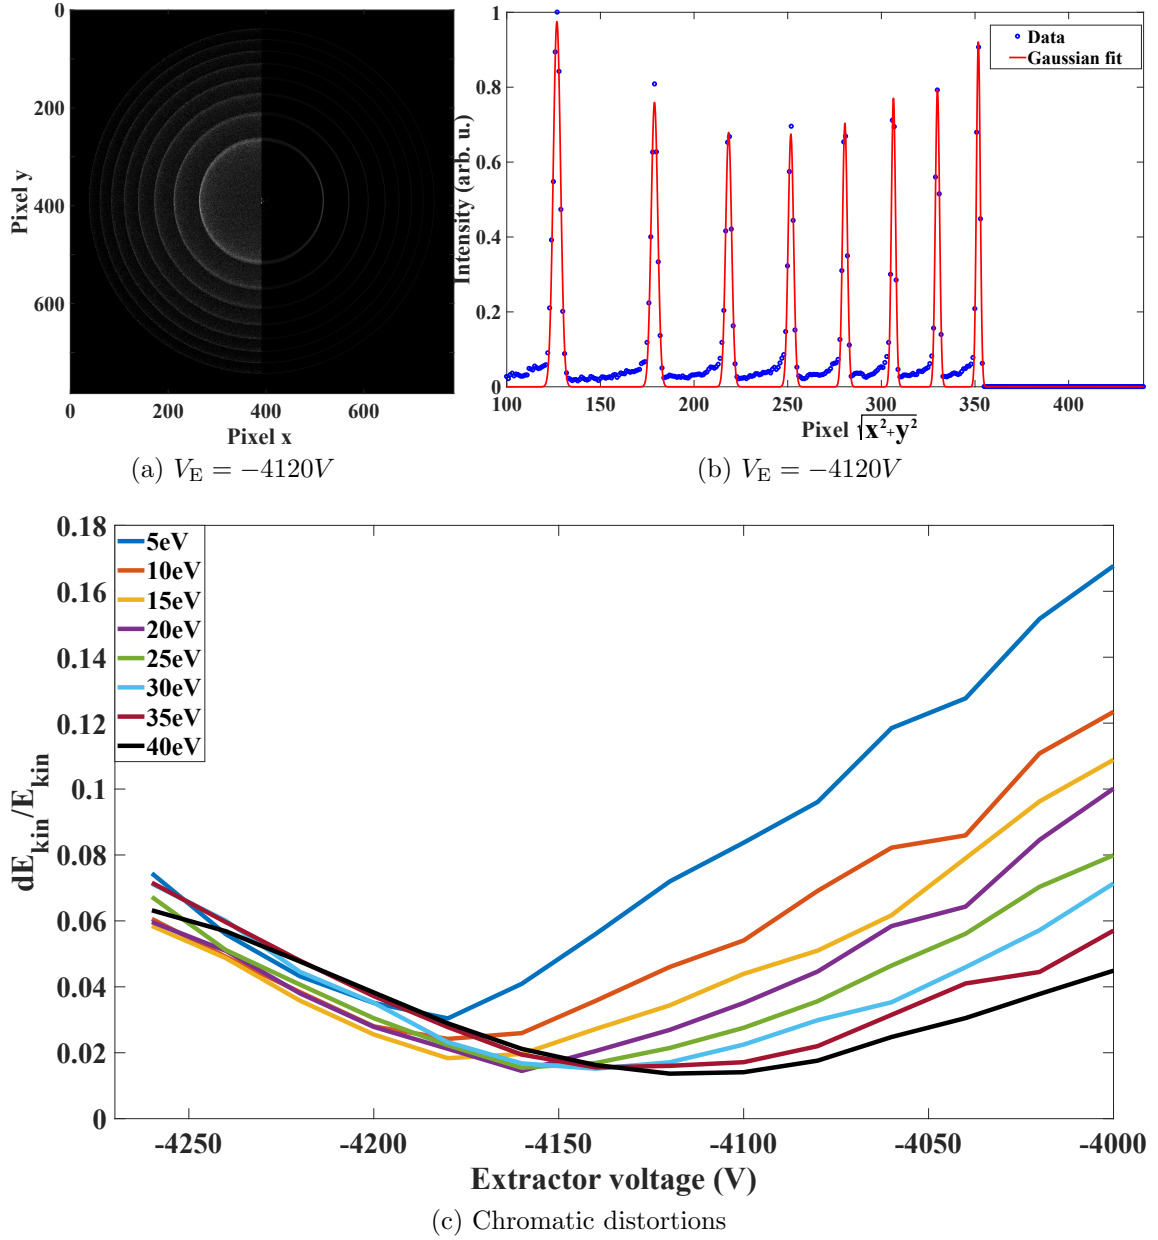 0
200
400
600
0
200
400
600
Pixel y
Pixel x
(a) V_E = −4120V
1
0.8
0.6
0.4
0.2
0
100
150
200
250
300
350
400
Intensity (arb. u.)
Pixel √x²+y²
Data
Gaussian fit
(b) V_E = −4120V
0.18
0.16
0.14
0.12
0.1
0.08
0.06
0.04
0.02
0
dE_kin/E_kin
5eV
10eV
15eV
20eV
25eV
30eV
35eV
40eV
-4250
-4200
-4150
-4100
-4050
-4000
Extractor voltage (V)
(c) Chromatic distortions